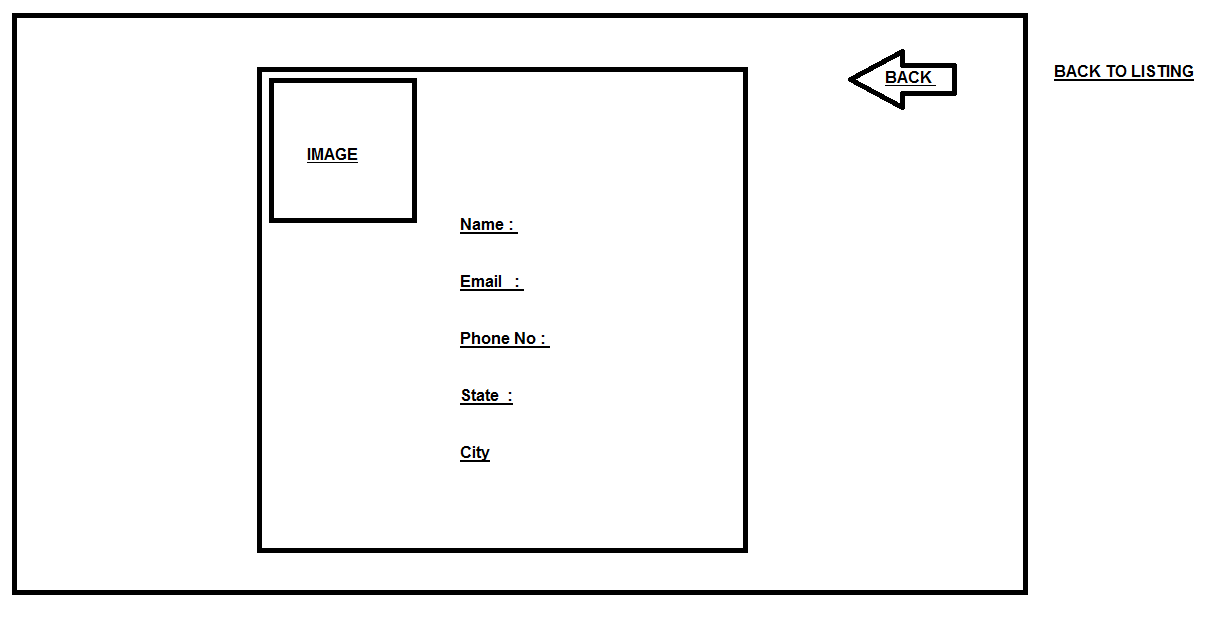 BACK TO LISTING
BACK
IMAGE
Name :
Email :
Phone No :
State :
City